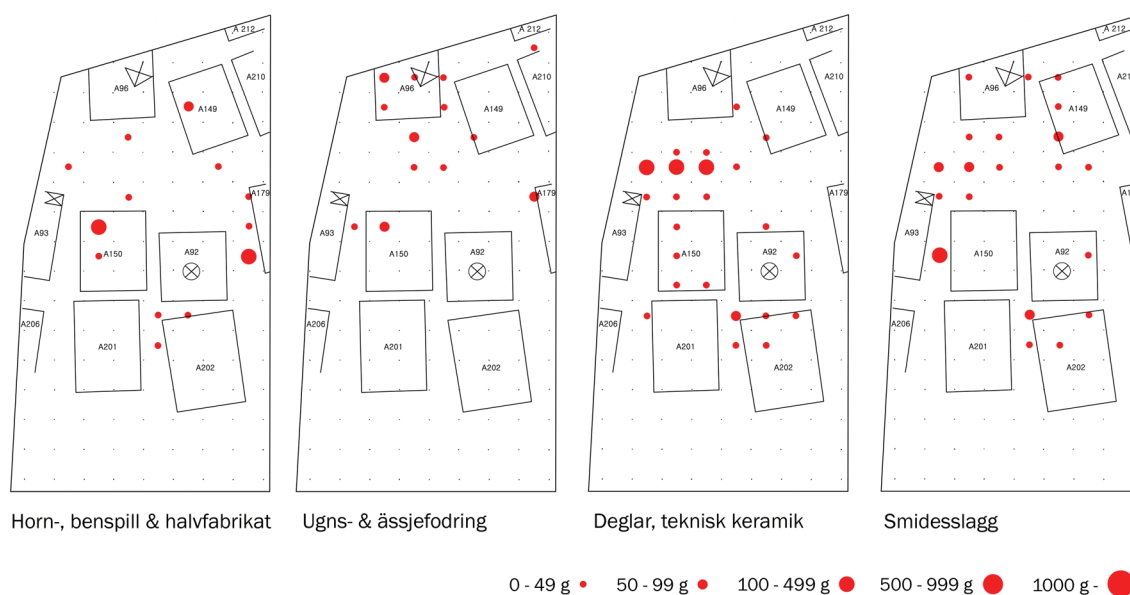 A 212
A210
A96
A149
A179
A93
A150
A92
A206
A201
A202
Horn-, benspill & halvfabrikat
A 212
A210
A96
A149
A179
A93
A150
A92
A206
A201
A202
Ugns- & ässjefodring
A 212
A210
A96
A149
A179
A93
A150
A92
A206
A201
A202
Deglar, teknisk keramik
A 212
A210
A96
A149
A1
A93
A150
A92
A206
A201
A202
Smidesslagg
0 - 49 g 50 - 99 g 100 - 499 g 500 - 999 g 1000 g -